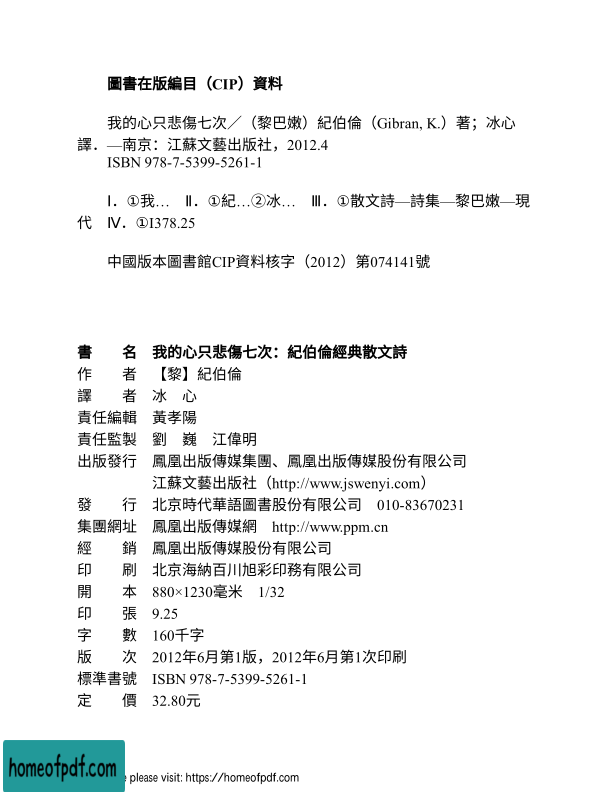 圖書在版編目（CIP）資料
我的心只悲傷七次／（黎巴嫩）紀伯倫（Gibran, K.）著；冰心
譯．—南京：江蘇文藝出版社，2012.4
ISBN 978-7-5399-5261-1
Ⅰ．①我…　Ⅱ．①紀…②冰…　Ⅲ．①散文詩—詩集—黎巴嫩—現
代　Ⅳ．①I378.25
中國版本圖書館CIP資料核字（2012）第074141號
書　　名　我的心只悲傷七次：紀伯倫經典散文詩
作　　者　【黎】紀伯倫
譯　　者　冰　心
責任編輯　黃孝陽
責任監製　劉　巍　江偉明
出版發行　鳳凰出版傳媒集團、鳳凰出版傳媒股份有限公司
江蘇文藝出版社（http://www.jswenyi.com）
發　　行　北京時代華語圖書股份有限公司　010-83670231
集團網址　鳳凰出版傳媒網　http://www.ppm.cn
經　　銷　鳳凰出版傳媒股份有限公司
印　　刷　北京海納百川旭彩印務有限公司
開　　本　880×1230毫米　1/32
印　　張　9.25
字　　數　160千字
版　　次　2012年6月第1版，2012年6月第1次印刷
標準書號　ISBN 978-7-5399-5261-1
定　　價　32.80元
homeofpdf.com
please visit: https://homeofpdf.com